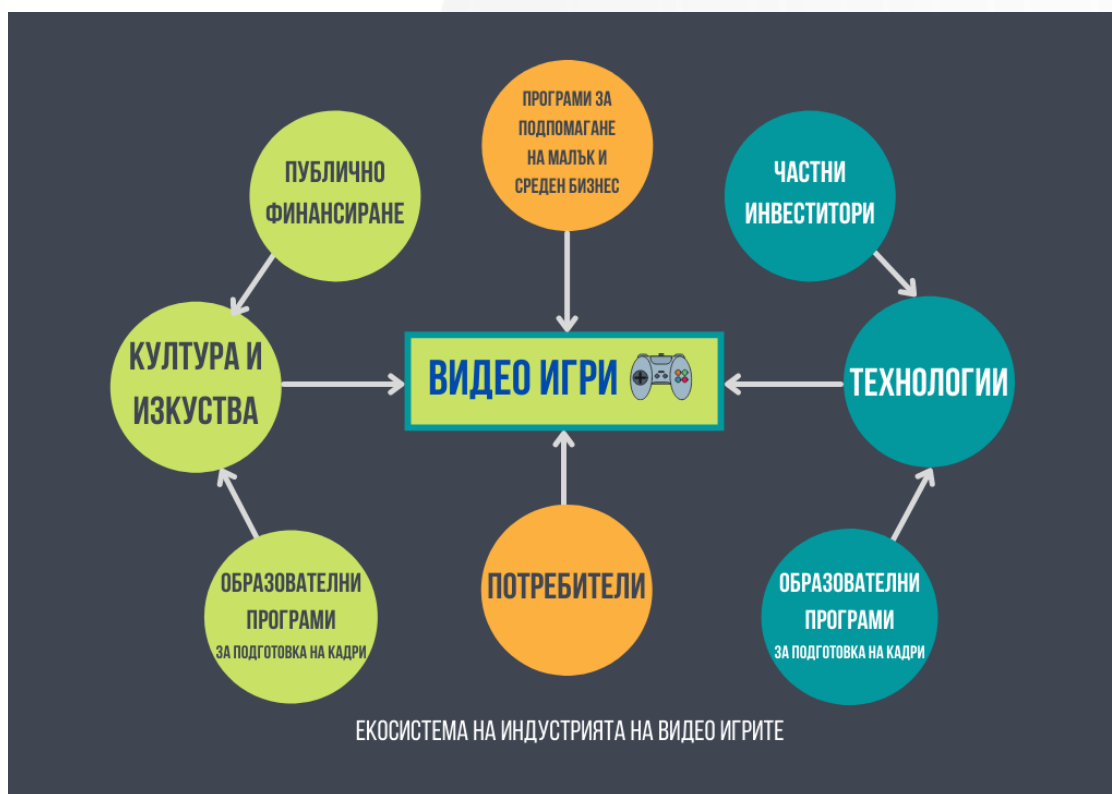 ПРОГРАМИ ЗА
ПОДПОМАГАНЕ
НА МАЛЪК И
СРЕДЕН БИЗНЕС
ПУБЛИЧНО
ФИНАНСИРАНЕ
ЧАСТНИ
ИНВЕСТИТОРИ
КУЛТУРА И
ИЗКУСТВА
ВИДЕО ИГРИ
ТЕХНОЛОГИИ
ОБРАЗОВАТЕЛНИ
ПРОГРАМИ
ЗА ПОДГОТОВКА НА КАДРИ
ПОТРЕБИТЕЛИ
ОБРАЗОВАТЕЛНИ
ПРОГРАМИ
ЗА ПОДГОТОВКА НА КАДРИ
ЕКОСИСТЕМА НА ИНДУСТРИЯТА НА ВИДЕО ИГРИТЕ